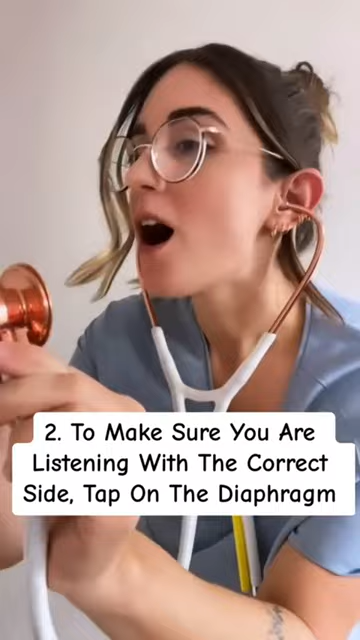 2. To Make Sure You Are
Listening With The Correct
Side, Tap On The Diaphragm